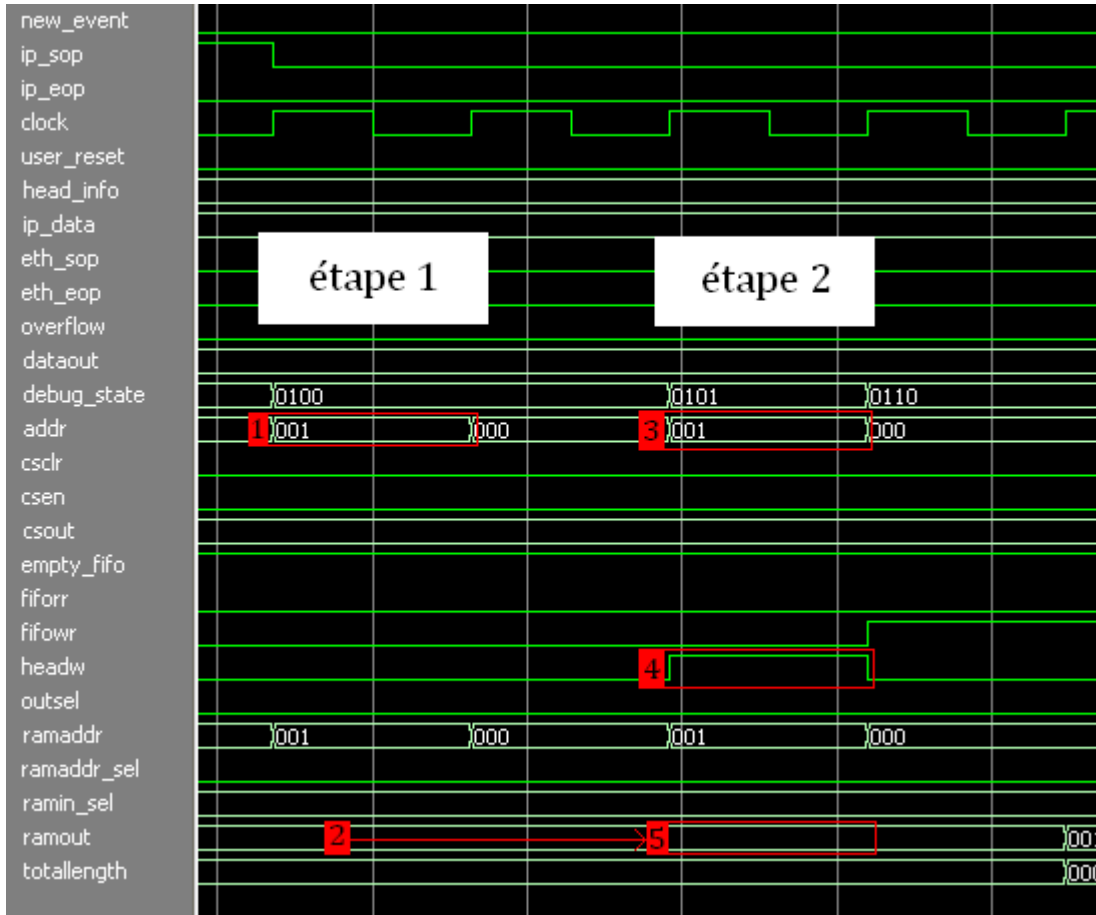 new_event
ip_sop
ip_eop
clock
user_reset
head_info
ip_data
eth_sop
étape 1 étape 2
eth_eop
overflow
dataout
debug_state 0100 0101 0110
addr 1 001 000 3 001 000
csclr
csen
csout
empty_fifo
fiforr
fifowr
headw 4
outsel
ramaddr 001 000 001 000
ramaddr_sel
ramin_sel
ramout 2 5 001
totallength 000